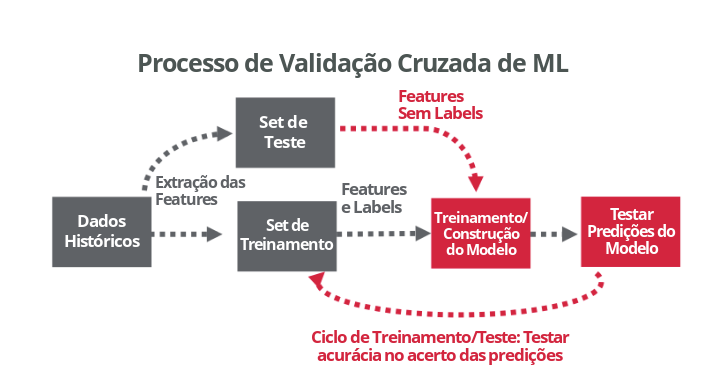 Processo de Validação Cruzada de ML
Features
Sem Labels
Set de
Teste
Extração das
Features
Features
e Labels
Dados
Históricos
Set de
Treinamento
Treinamento/
Construção
do Modelo
Testar
Predições do
Modelo
Ciclo de Treinamento/Teste: Testar
acurácia no acerto das predições